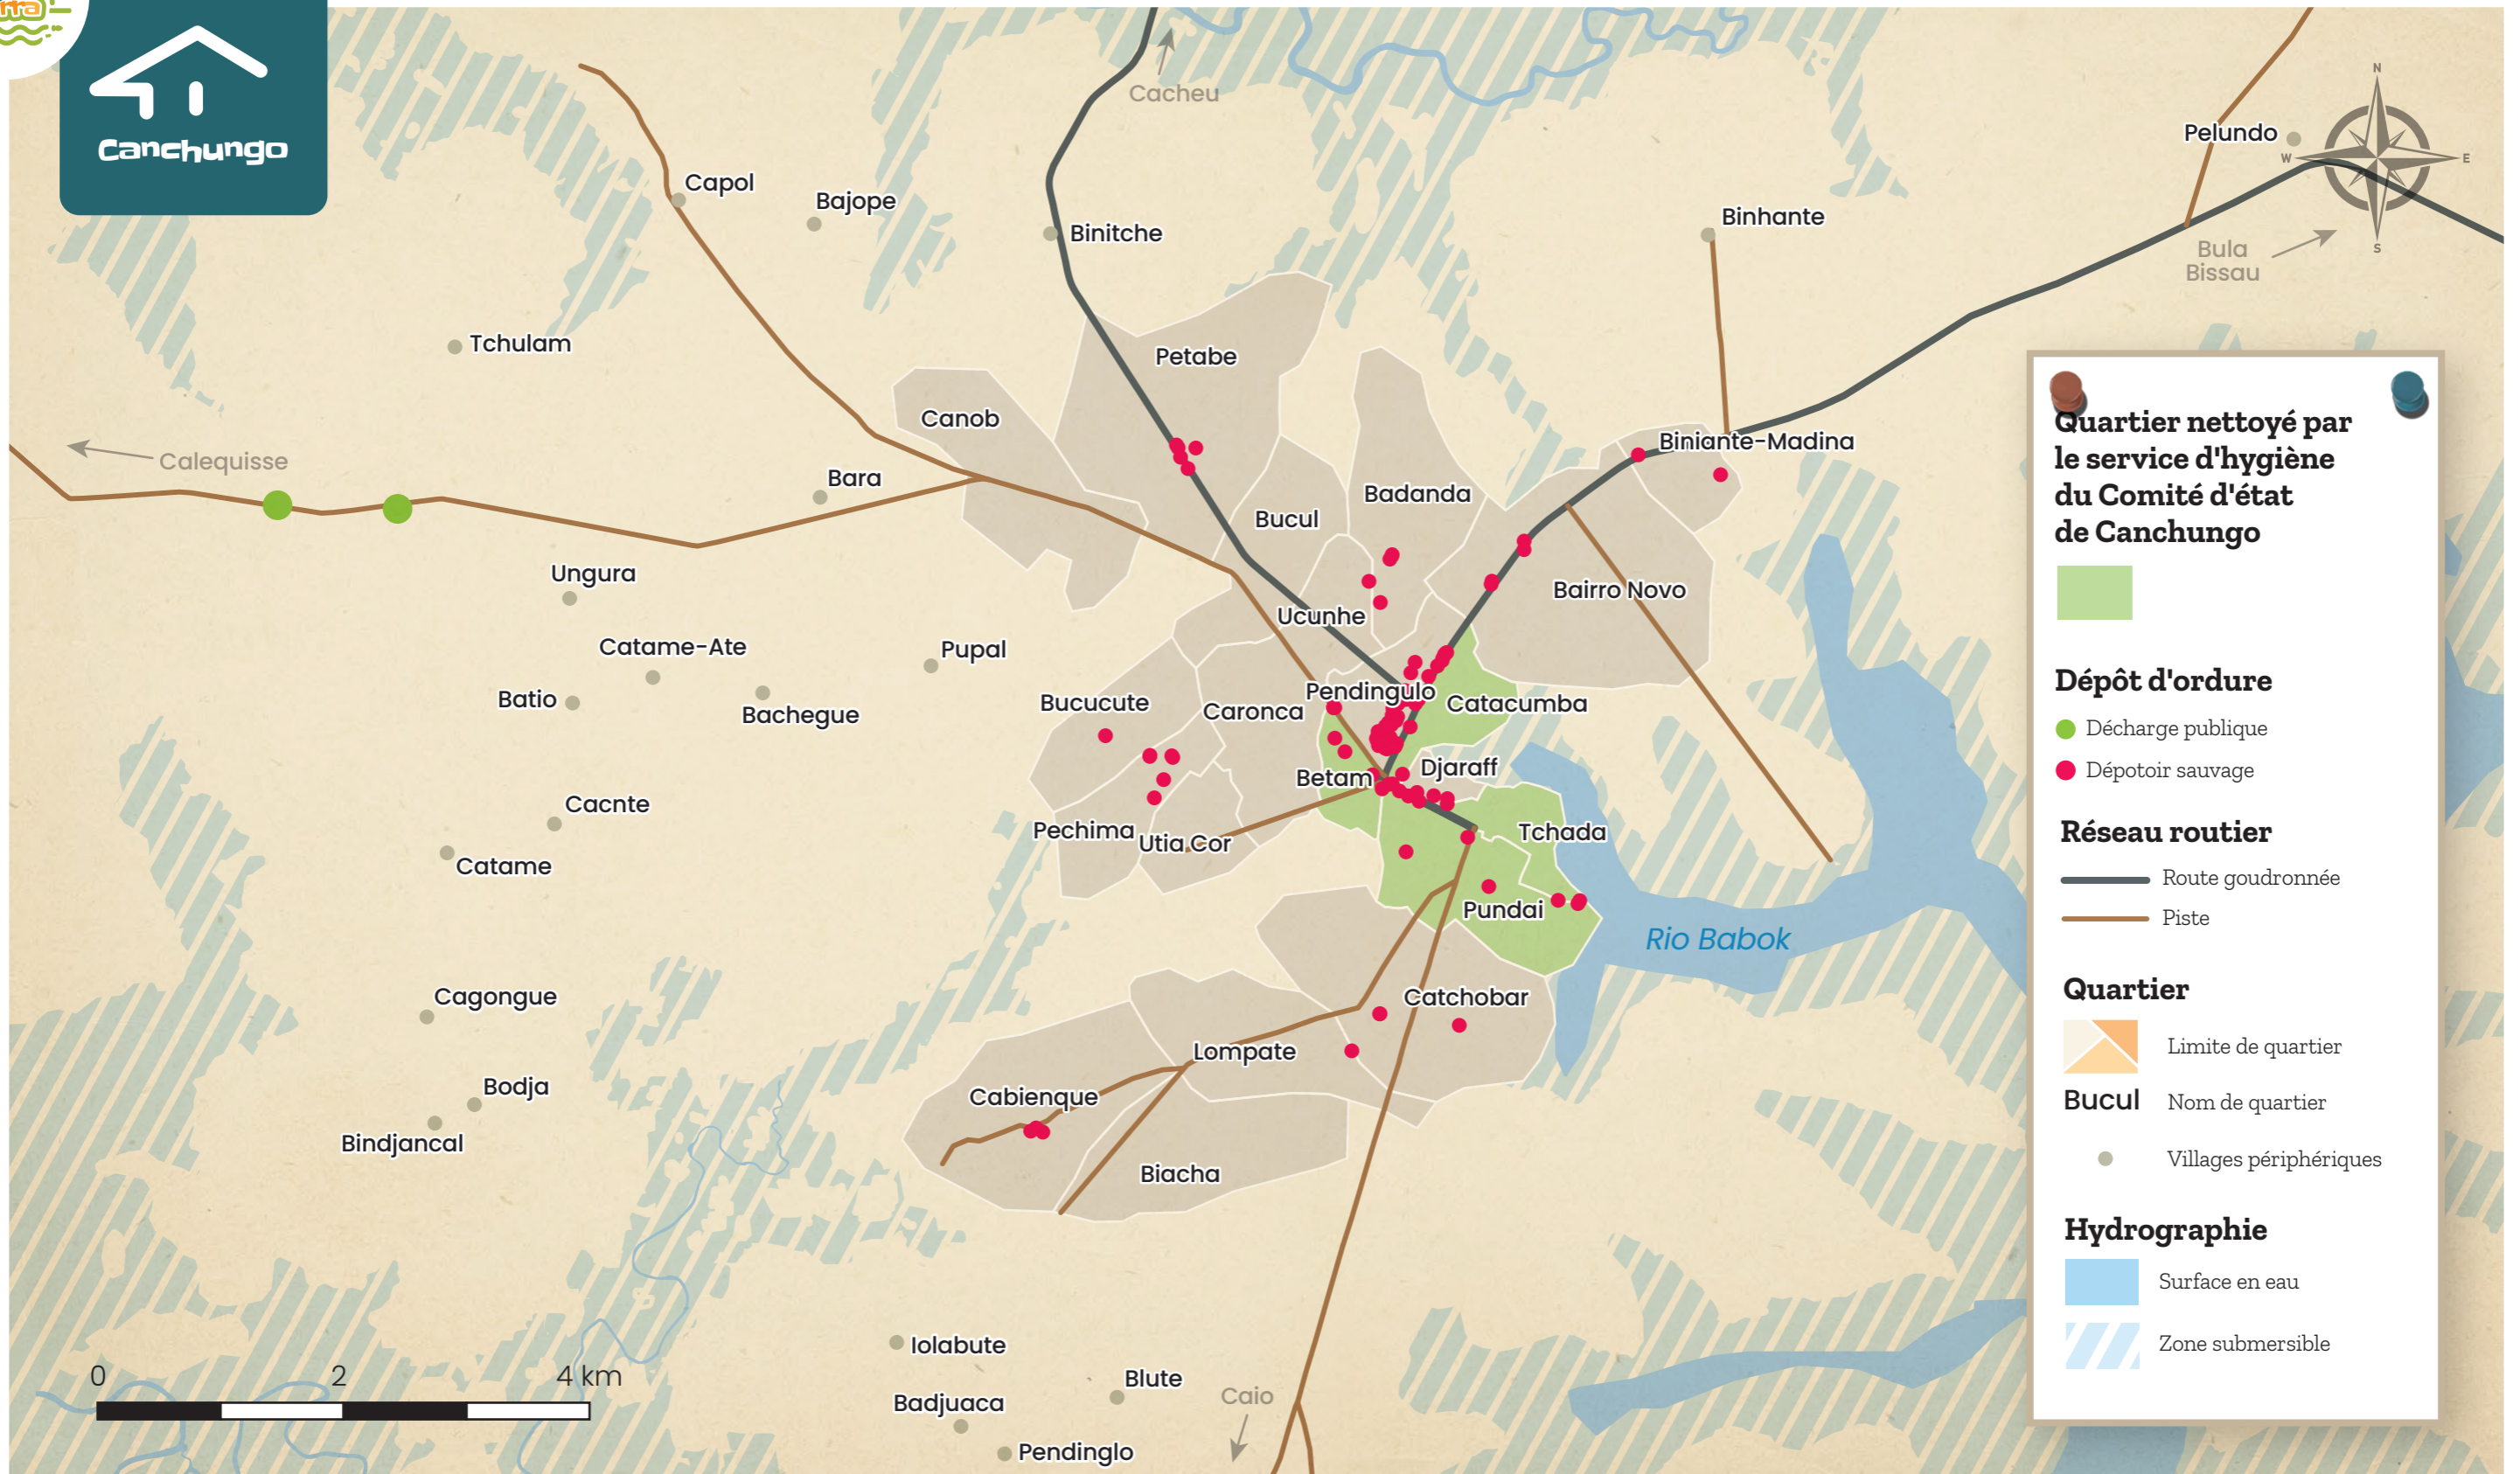 rra
Canchungo
Cacheu
N
W
E
S
Pelundo
Capol
Bajope
Binitche
Binhante
Bula
Bissau
Tchulam
Petabe
Canob
Biniante-Madina
Calequisse
Bara
Badanda
Bucul
Ungura
Bairro Novo
Ucunhe
Catame-Ate
Pupal
Batio
Bachegue
Bucucute
Caronca
Pendingulo
Catacumba
Betam
Djaraff
Cacnte
Catame
Pechima
Utia Cor
Tchada
Pundai
Rio Babok
Cagongue
Catchobar
Lompate
Bodja
Cabienque
Bindjancal
Biacha
Iolabute
Blute
Badjuaca
Caio
Pendinglo
0 2 4 km
Quartier nettoyé par
le service d'hygiène
du Comité d'état
de Canchungo
Dépôt d'ordure
Décharge publique
Dépotoir sauvage
Réseau routier
Route goudronnée
Piste
Quartier
Limite de quartier
Bucul Nom de quartier
Villages périphériques
Hydrographie
Surface en eau
Zone submersible